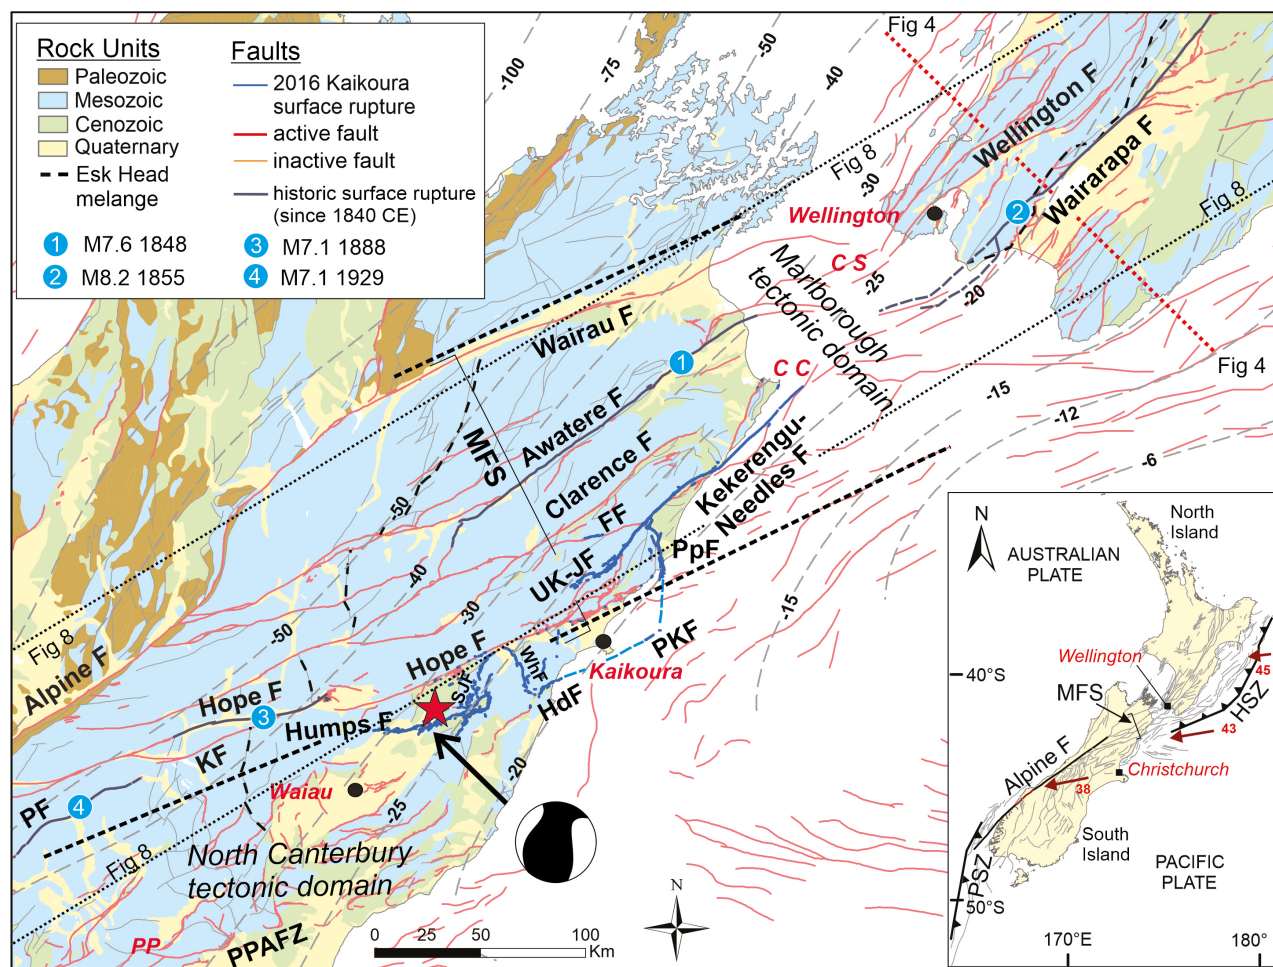 Rock Units
Paleozoic
Mesozoic
Cenozoic
Quaternary
Esk Head
melange
Faults
2016 Kaikoura
surface rupture
active fault
inactive fault
historic surface rupture
(since 1840 CE)
1 M7.6 1848
2 M8.2 1855
3 M7.1 1888
4 M7.1 1929
-100
-75
-50
-40
Fig 4
Fig 8
-30
Wellington F
Wairarapa F
Fig 8
Wellington
2
C S
-25
-20
Marlborough
tectonic domain
Wairau F
1
C C
-15
-12
-6
Fig 4
MFS
Awatere F
Clarence F
Kekerengu-
Needles F
-50
FF
UK-JF
PpF
-40
-30
-15
-50
Fig 8
Alpine F
Hope F
Hope F
3
PKF
Kaikoura
WhF
SJF
HdF
Humps F
KF
-20
Waiau
PF
4
-25
Fig 8
North Canterbury
tectonic domain
PP
PPAFZ
0 25 50 100
Km
N
N
North
Island
AUSTRALIAN
PLATE
Wellington
40°S
45
MFS
HSZ
43
Alpine F
Christchurch
38
South
Island
PACIFIC
PLATE
PSZ
50°S
170°E
180°